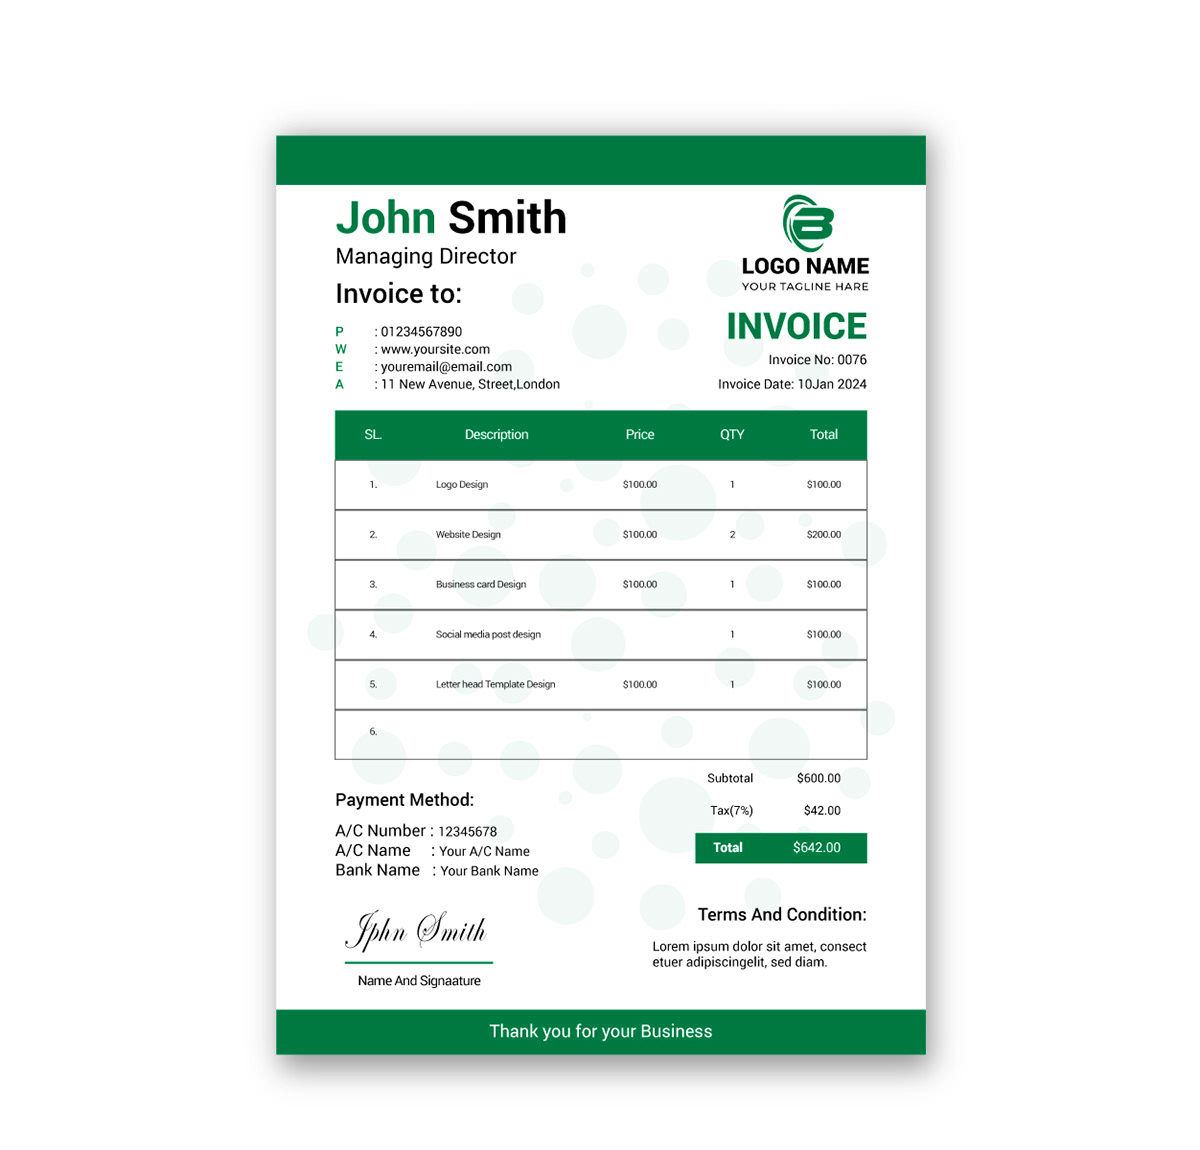 John Smith
Managing Director
Invoice to:
P : 01234567890
W : www.yoursite.com
E : youremail@email.com
A : 11 New Avenue, Street,London
B
LOGO NAME
YOUR TAGLINE HARE
INVOICE
Invoice No: 0076
Invoice Date: 10Jan 2024
SL. Description Price QTY Total
1. Logo Design $100.00 1 $100.00
2. Website Design $100.00 2 $200.00
3. Business card Design $100.00 1 $100.00
4. Social media post design 1 $100.00
5. Letter head Template Design $100.00 1 $100.00
6.
Subtotal $600.00
Tax(7%) $42.00
Total $642.00
Payment Method:
A/C Number : 12345678
A/C Name : Your A/C Name
Bank Name : Your Bank Name
Jphn Smith
Name And Signaature
Terms And Condition:
Lorem ipsum dolor sit amet, consect
etuer adipiscingelit, sed diam.
Thank you for your Business